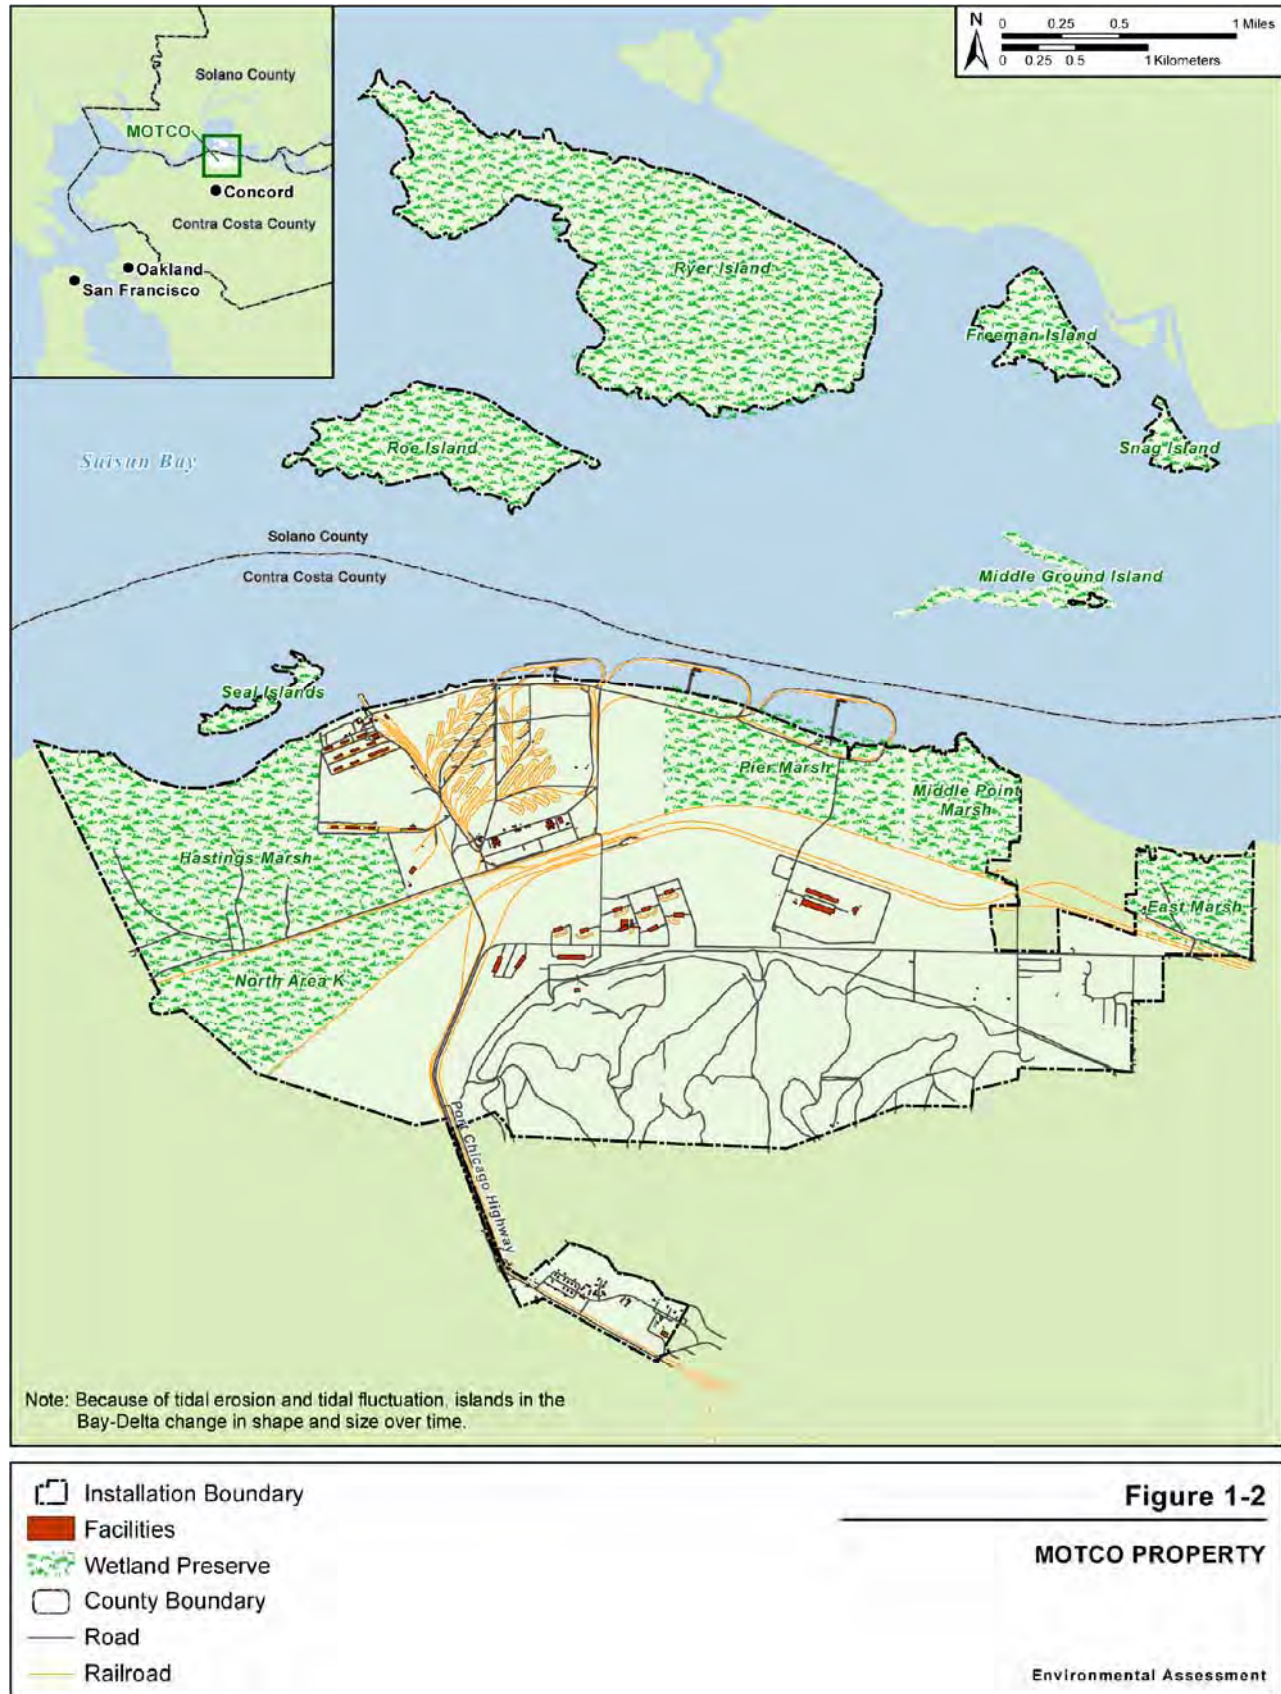 N
0 0.25 0.5 1 Miles
0 0.25 0.5 1 Kilometers
Solano County
MOTCO
Concord
Contra Costa County
Oakland
San Francisco
Ryer Island
Freeman Island
Roe Island
Snag Island
Suisun Bay
Solano County
Contra Costa County
Middle Ground Island
Seal Islands
Pier Marsh
Middle Point
Marsh
Hastings Marsh
East Marsh
North Area K
Port Chicago Highway
Note: Because of tidal erosion and tidal fluctuation, islands in the
Bay-Delta change in shape and size over time.
Installation Boundary
Facilities
Wetland Preserve
County Boundary
Road
Railroad
Figure 1-2
MOTCO PROPERTY
Environmental Assessment